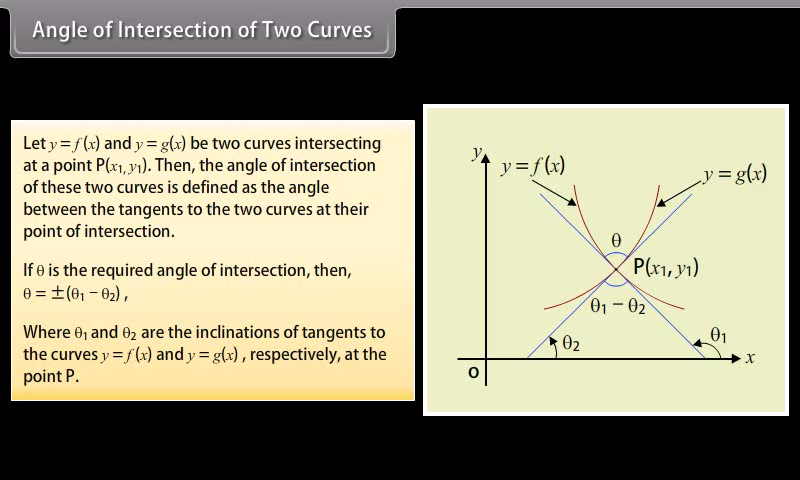 Angle of Intersection of Two Curves
Let y = f (x) and y = g(x) be two curves intersecting
at a point P(x₁, y₁). Then, the angle of intersection
of these two curves is defined as the angle
between the tangents to the two curves at their
point of intersection.
If θ is the required angle of intersection, then,
θ = ±(θ₁ − θ₂) ,
Where θ₁ and θ₂ are the inclinations of tangents to
the curves y = f (x) and y = g(x) , respectively, at the
point P.
y
y = f (x)
y = g(x)
θ
P(x₁, y₁)
θ₁ − θ₂
θ₂
θ₁
x
O